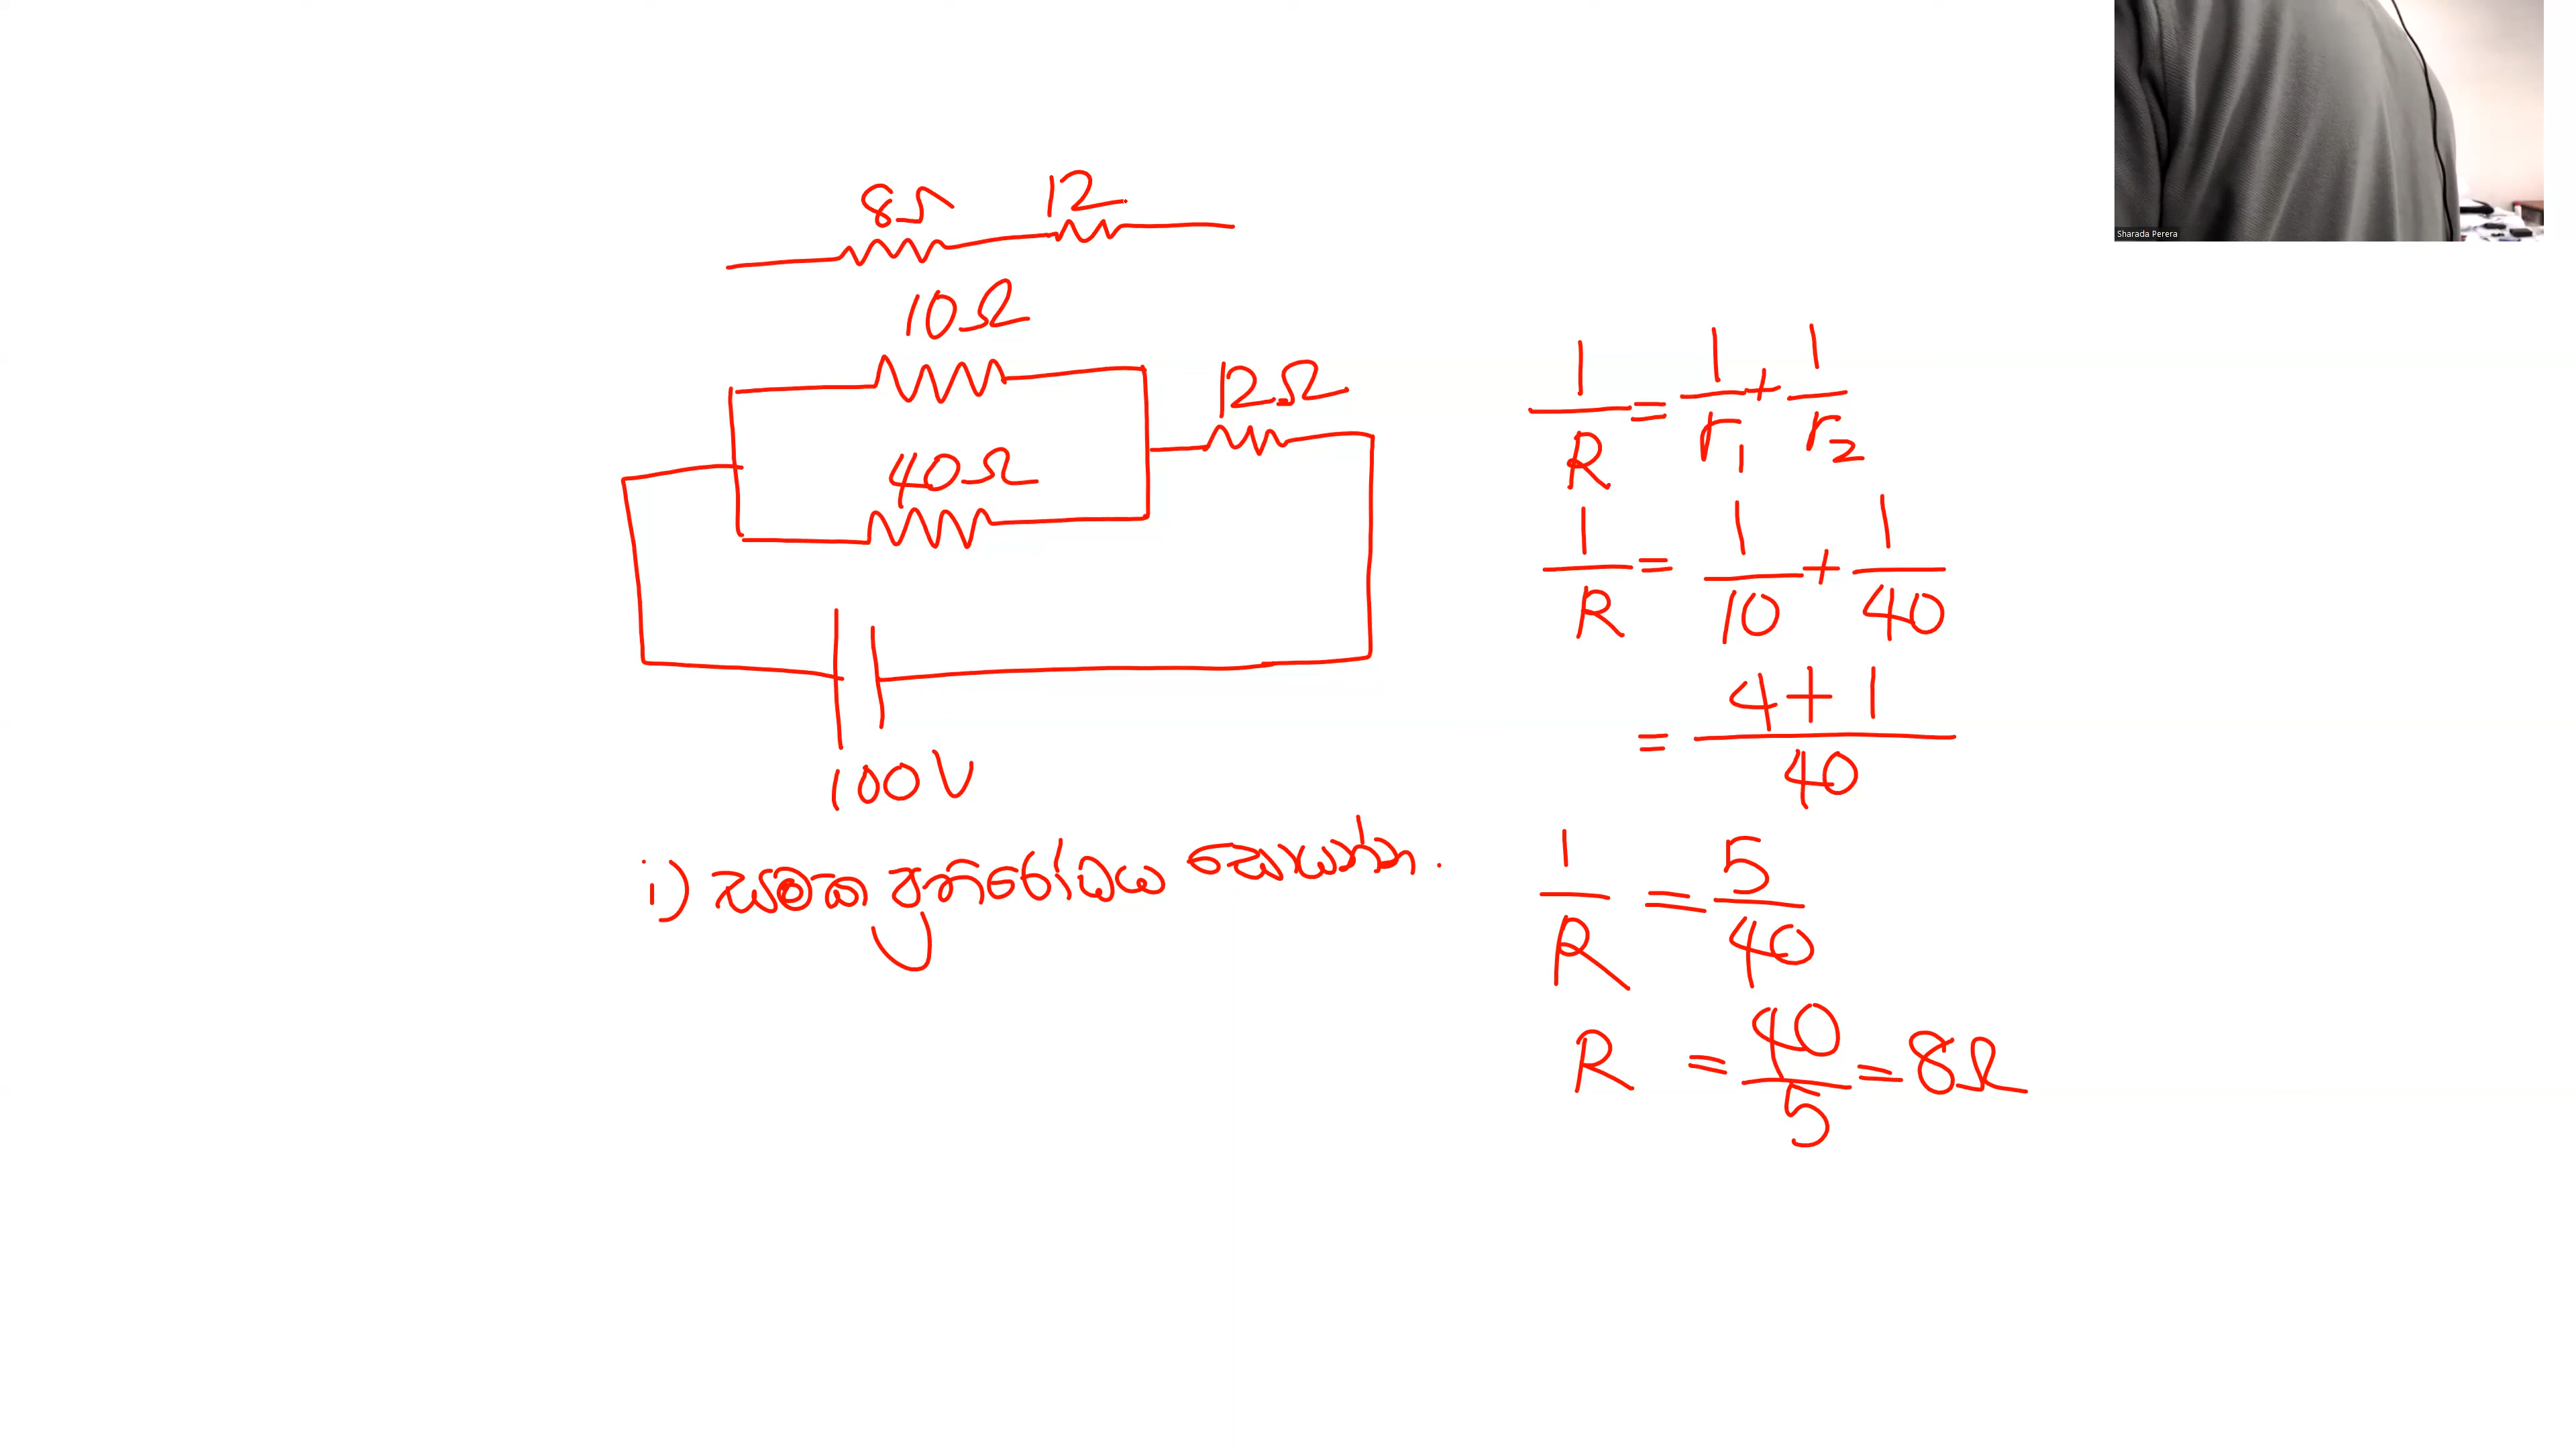 8Ω 12
10Ω
12Ω
40Ω
100V
i) සමක ප්‍රතිරෝධය සොයන්න.
1/R = 1/r₁ + 1/r₂
1/R = 1/10 + 1/40
= 4+1/40
1/R = 5/40
R = 40/5 = 8Ω
Sharada Perera